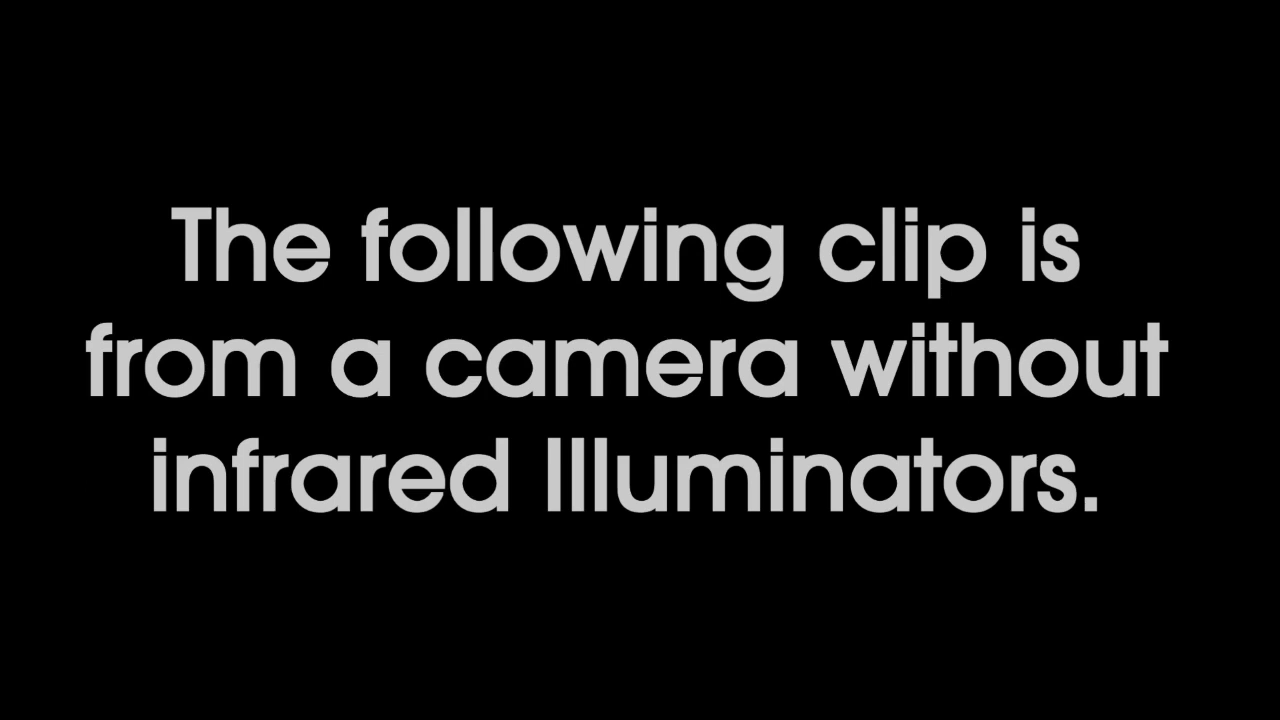 The following clip is
from a camera without
infrared Illuminators.